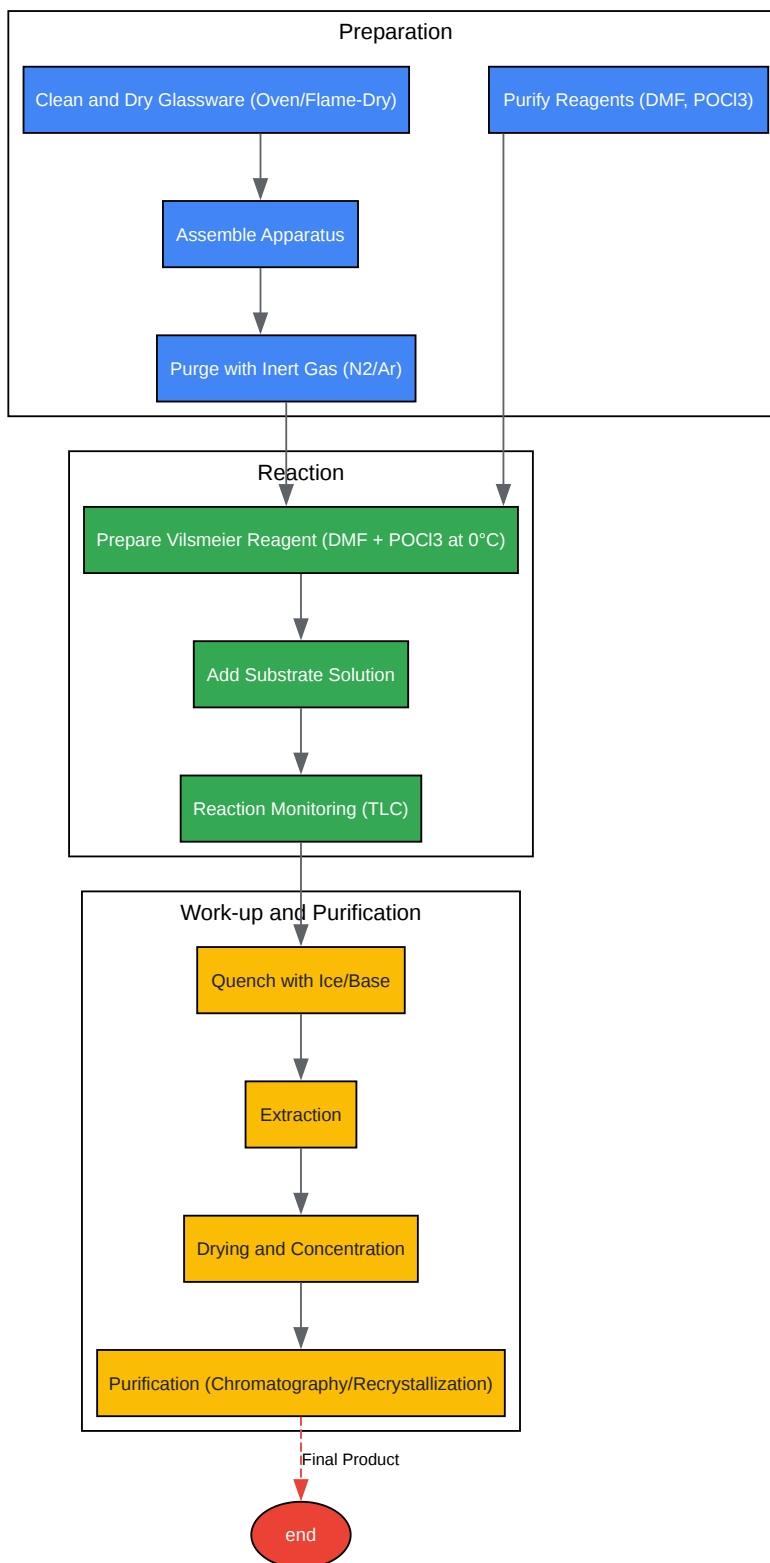 Preparation
Clean and Dry Glassware (Oven/Flame-Dry)
Purify Reagents (DMF, POCl3)
Assemble Apparatus
Purge with Inert Gas (N2/Ar)
Reaction
Prepare Vilsmeier Reagent (DMF + POCl3 at 0°C)
Add Substrate Solution
Reaction Monitoring (TLC)
Work-up and Purification
Quench with Ice/Base
Extraction
Drying and Concentration
Purification (Chromatography/Recrystallization)
Final Product
end